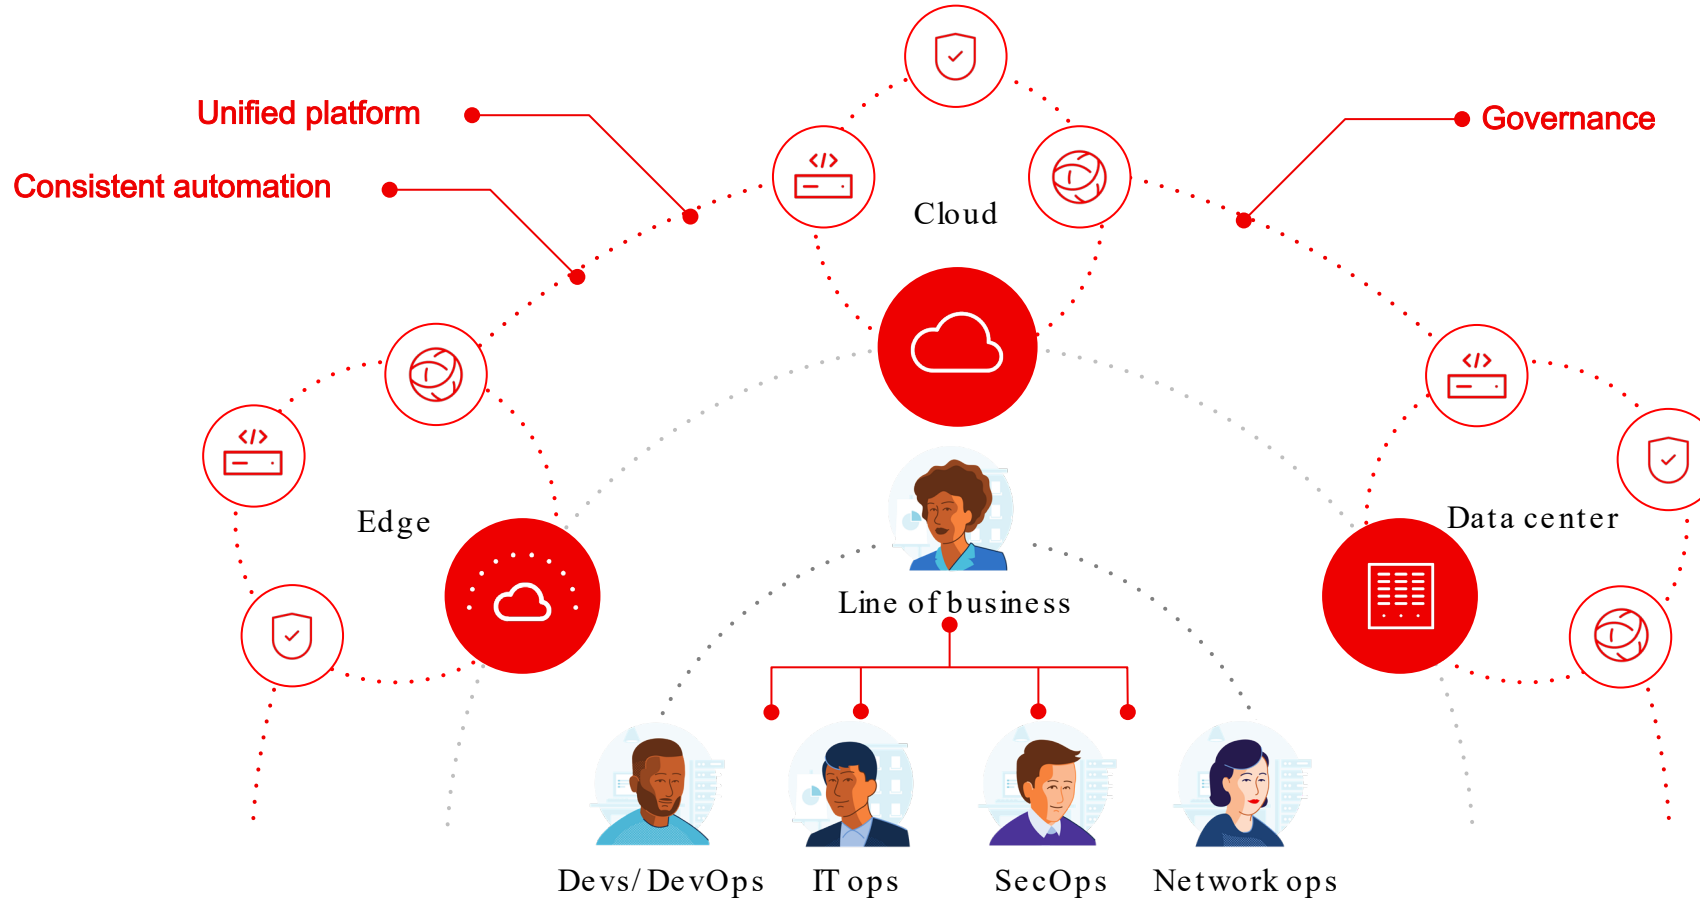 Unified platform
Governance
Consistent automation
</>
Cloud
</>
</>
Edge
Data center
Line of business
Devs/DevOps
IT ops
SecOps
Network ops